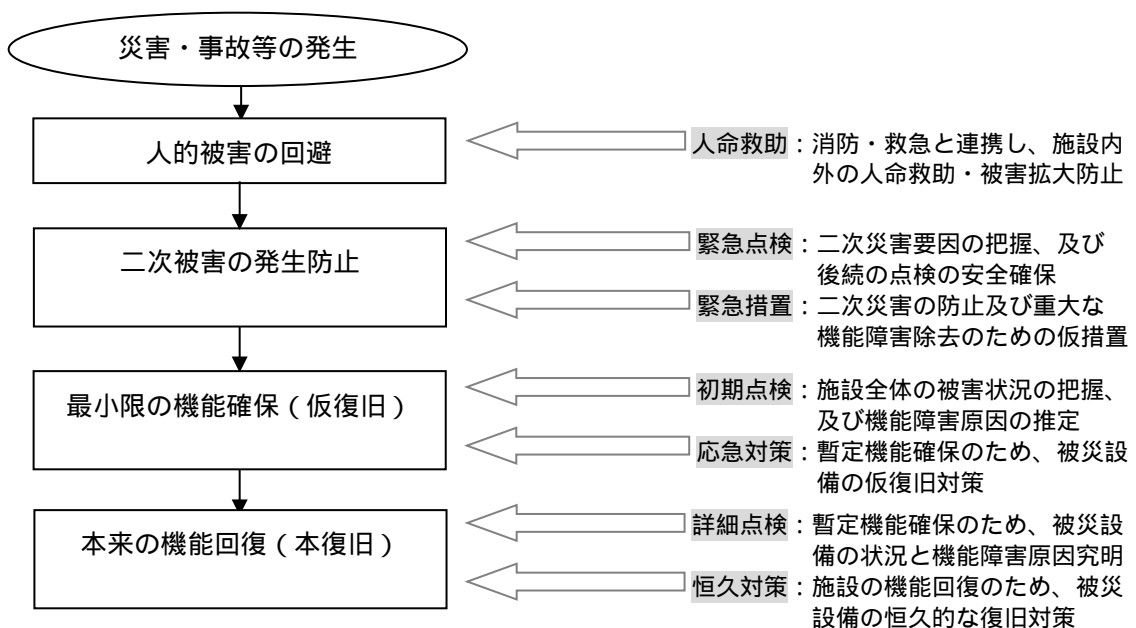 災害・事故等の発生
人的被害の回避
人命救助：消防・救急と連携し、施設内
外の人命救助・被害拡大防止
二次被害の発生防止
緊急点検：二次災害要因の把握、及び
後続の点検の安全確保
緊急措置：二次災害の防止及び重大な
機能障害除去のための仮措置
最小限の機能確保（仮復旧）
初期点検：施設全体の被害状況の把握、
及び機能障害原因の推定
応急対策：暫定機能確保のため、被災設
備の仮復旧対策
本来の機能回復（本復旧）
詳細点検：暫定機能確保のため、被災設
備の状況と機能障害原因究明
恒久対策：施設の機能回復のため、被災
設備の恒久的な復旧対策